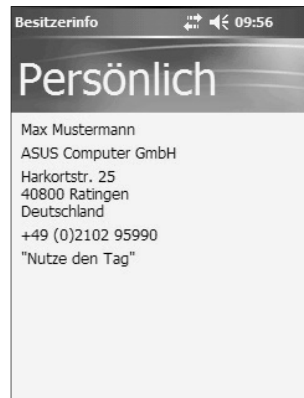 Besitzerinfo 09:56
Persönlich
Max Mustermann
ASUS Computer GmbH
Harkortstr. 25
40800 Ratingen
Deutschland
+49 (0)2102 95990
"Nutze den Tag"